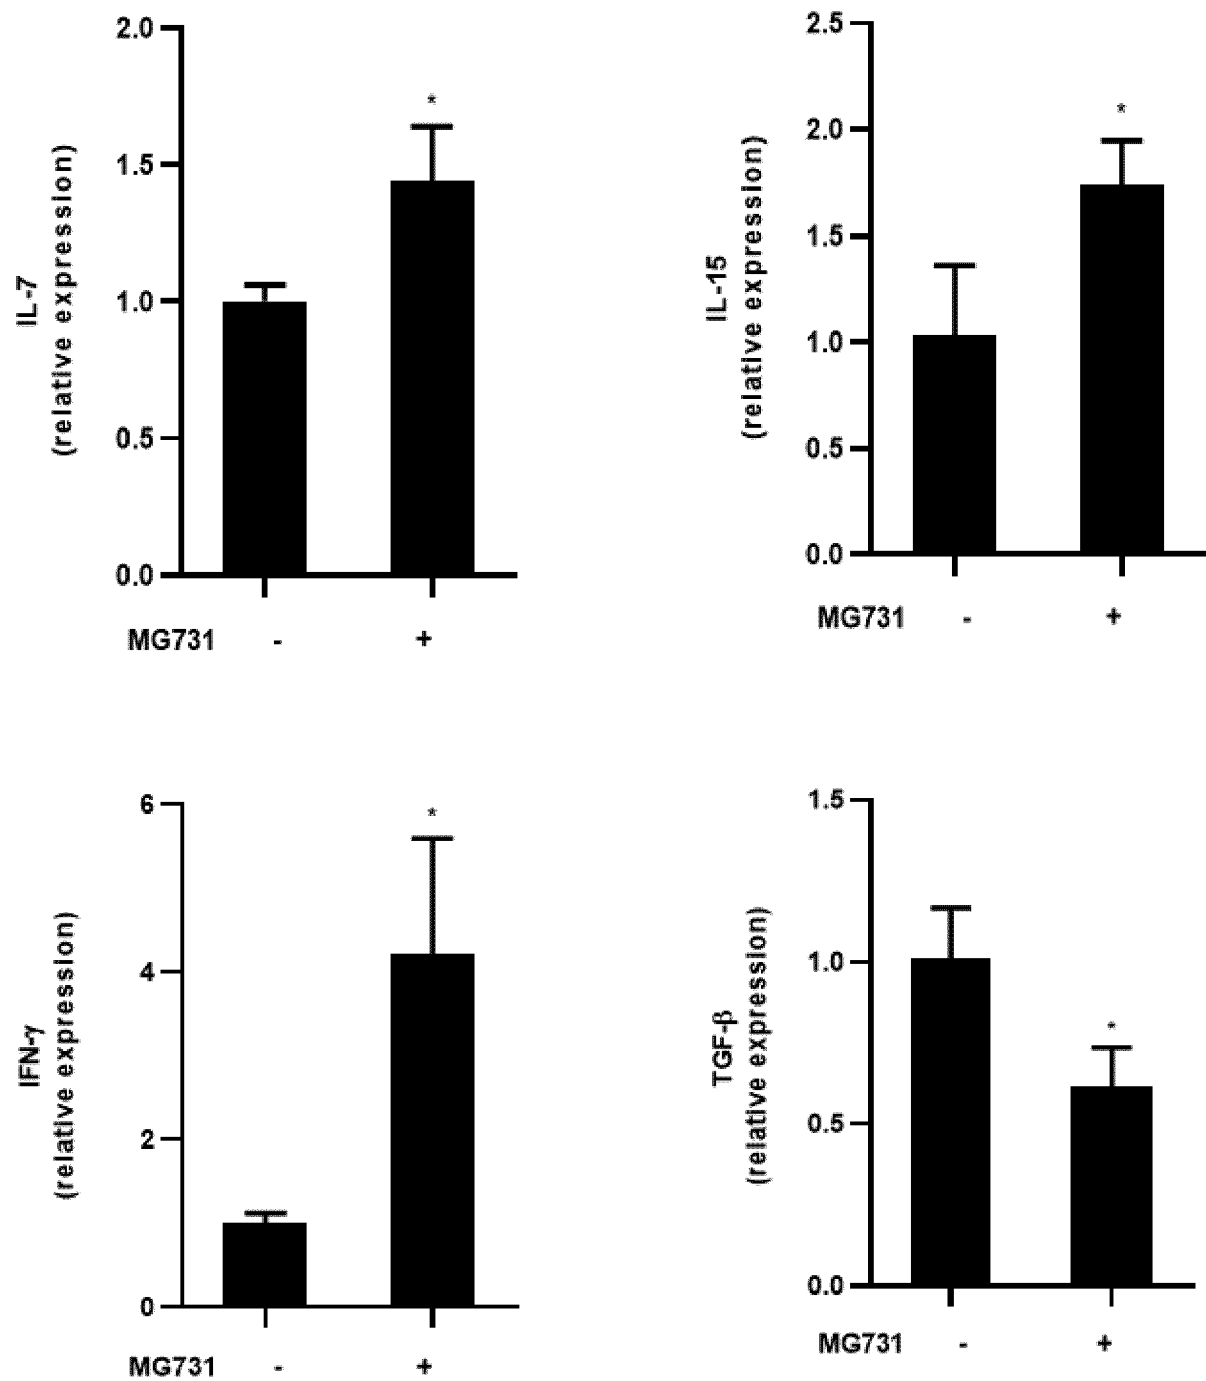 IL-7
(relative expression)
2.0
1.5
1.0
0.5
0.0
*
MG731 - +
IL-15
(relative expression)
2.5
2.0
1.5
1.0
0.5
0.0
*
MG731 - +
IFN-γ
(relative expression)
6
4
2
0
*
MG731 - +
TGF-β
(relative expression)
1.5
1.0
0.5
0.0
*
MG731 - +